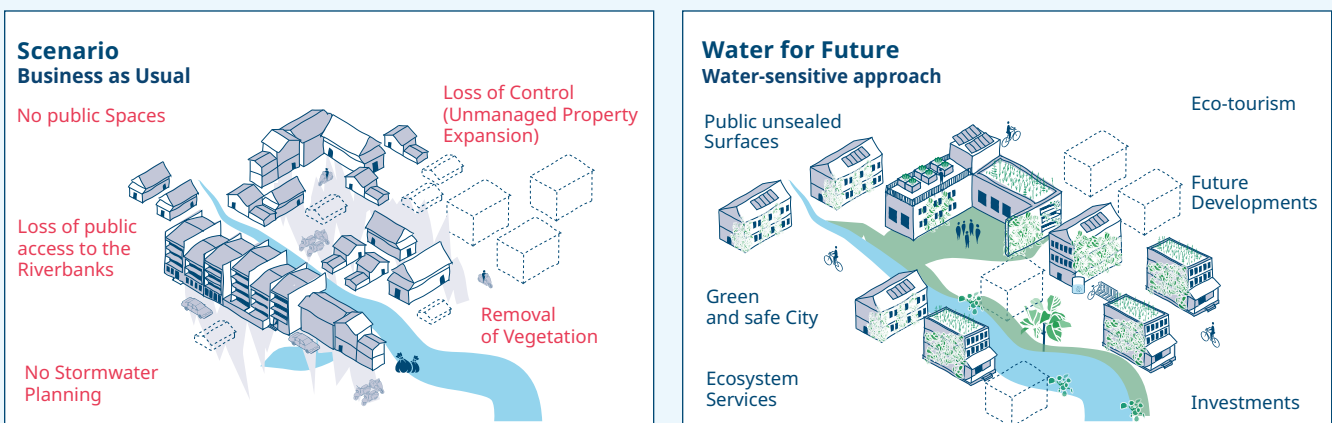 Scenario
Business as Usual
No public Spaces
Loss of Control
(Unmanaged Property
Expansion)
Loss of public
access to the
Riverbanks
Removal
of Vegetation
No Stormwater
Planning
Water for Future
Water-sensitive approach
Eco-tourism
Public unsealed
Surfaces
Future
Developments
Green
and safe City
Ecosystem
Services
Investments